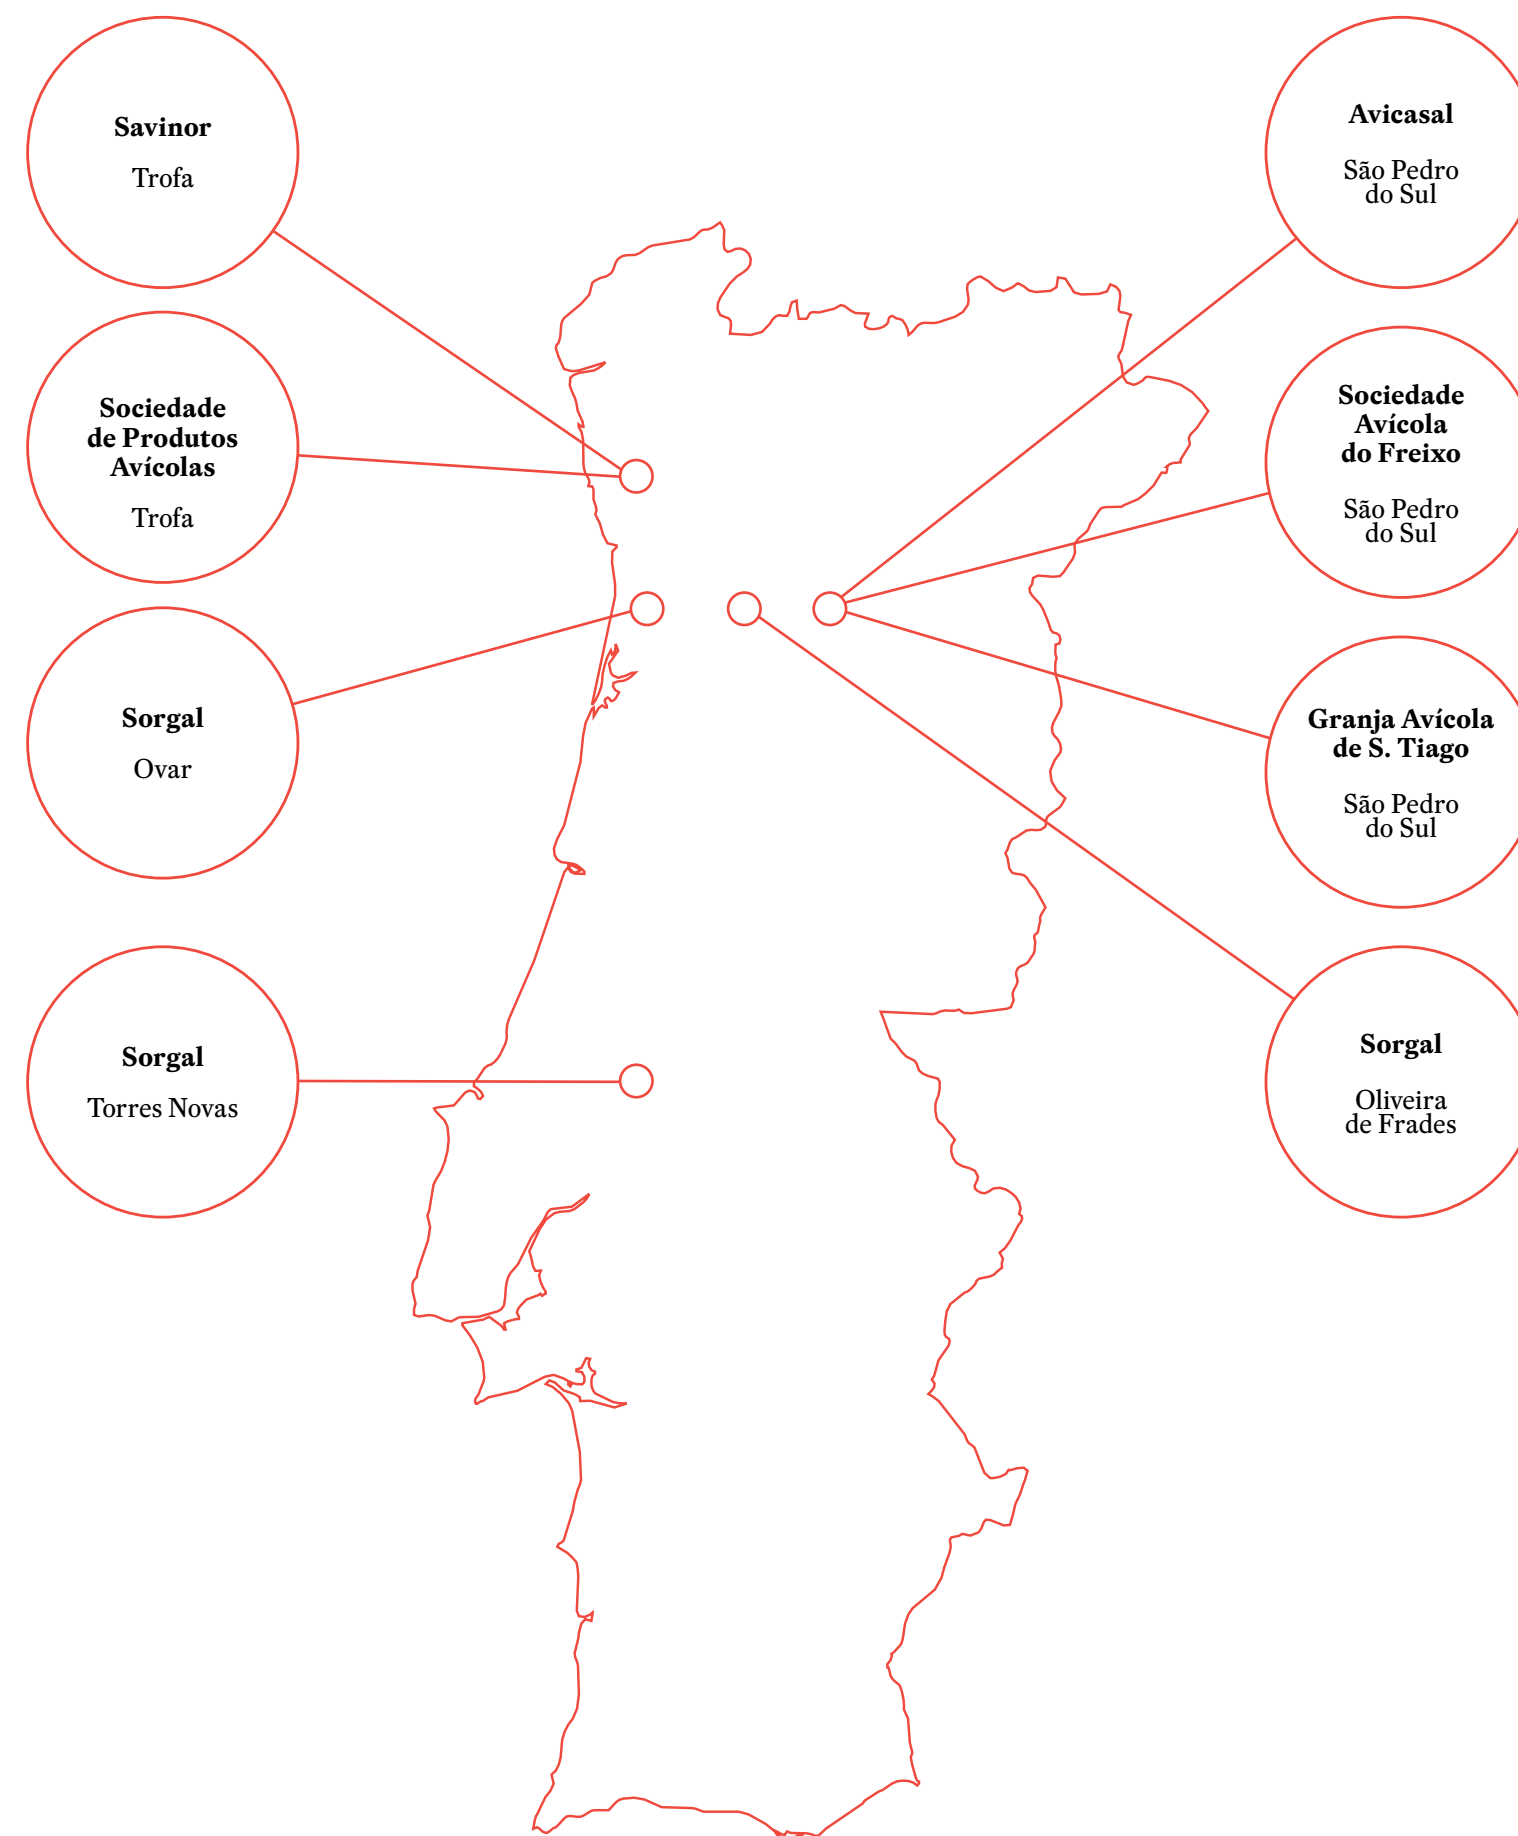 Savinor
Trofa
Sociedade
de Produtos
Avícolas
Trofa
Sorgal
Ovar
Sorgal
Torres Novas
Avicasal
São Pedro
do Sul
Sociedade
Avícola
do Freixo
São Pedro
do Sul
Granja Avícola
de S. Tiago
São Pedro
do Sul
Sorgal
Oliveira
de Frades